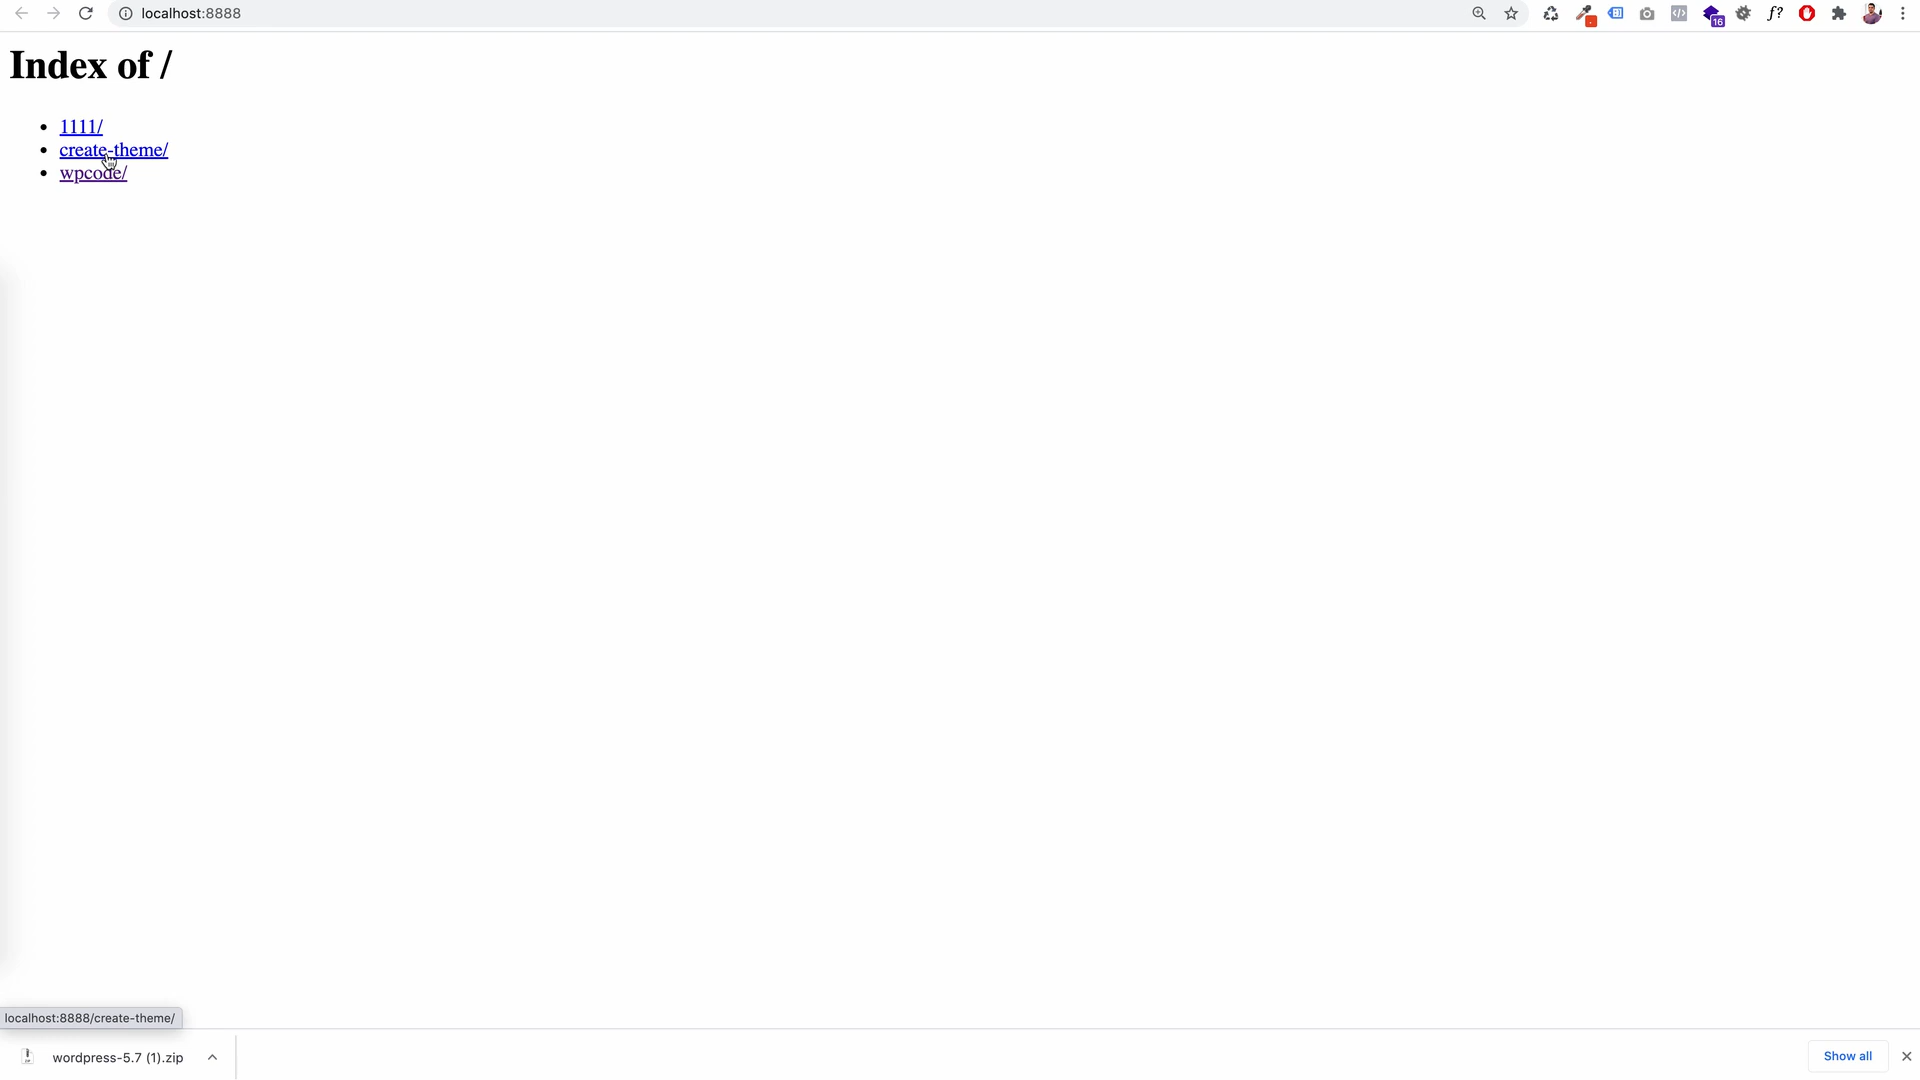 localhost:8888
16
f?
Index of /
1111/
create-theme/
wpcode/
localhost:8888/create-theme/
wordpress-5.7 (1).zip
Show all